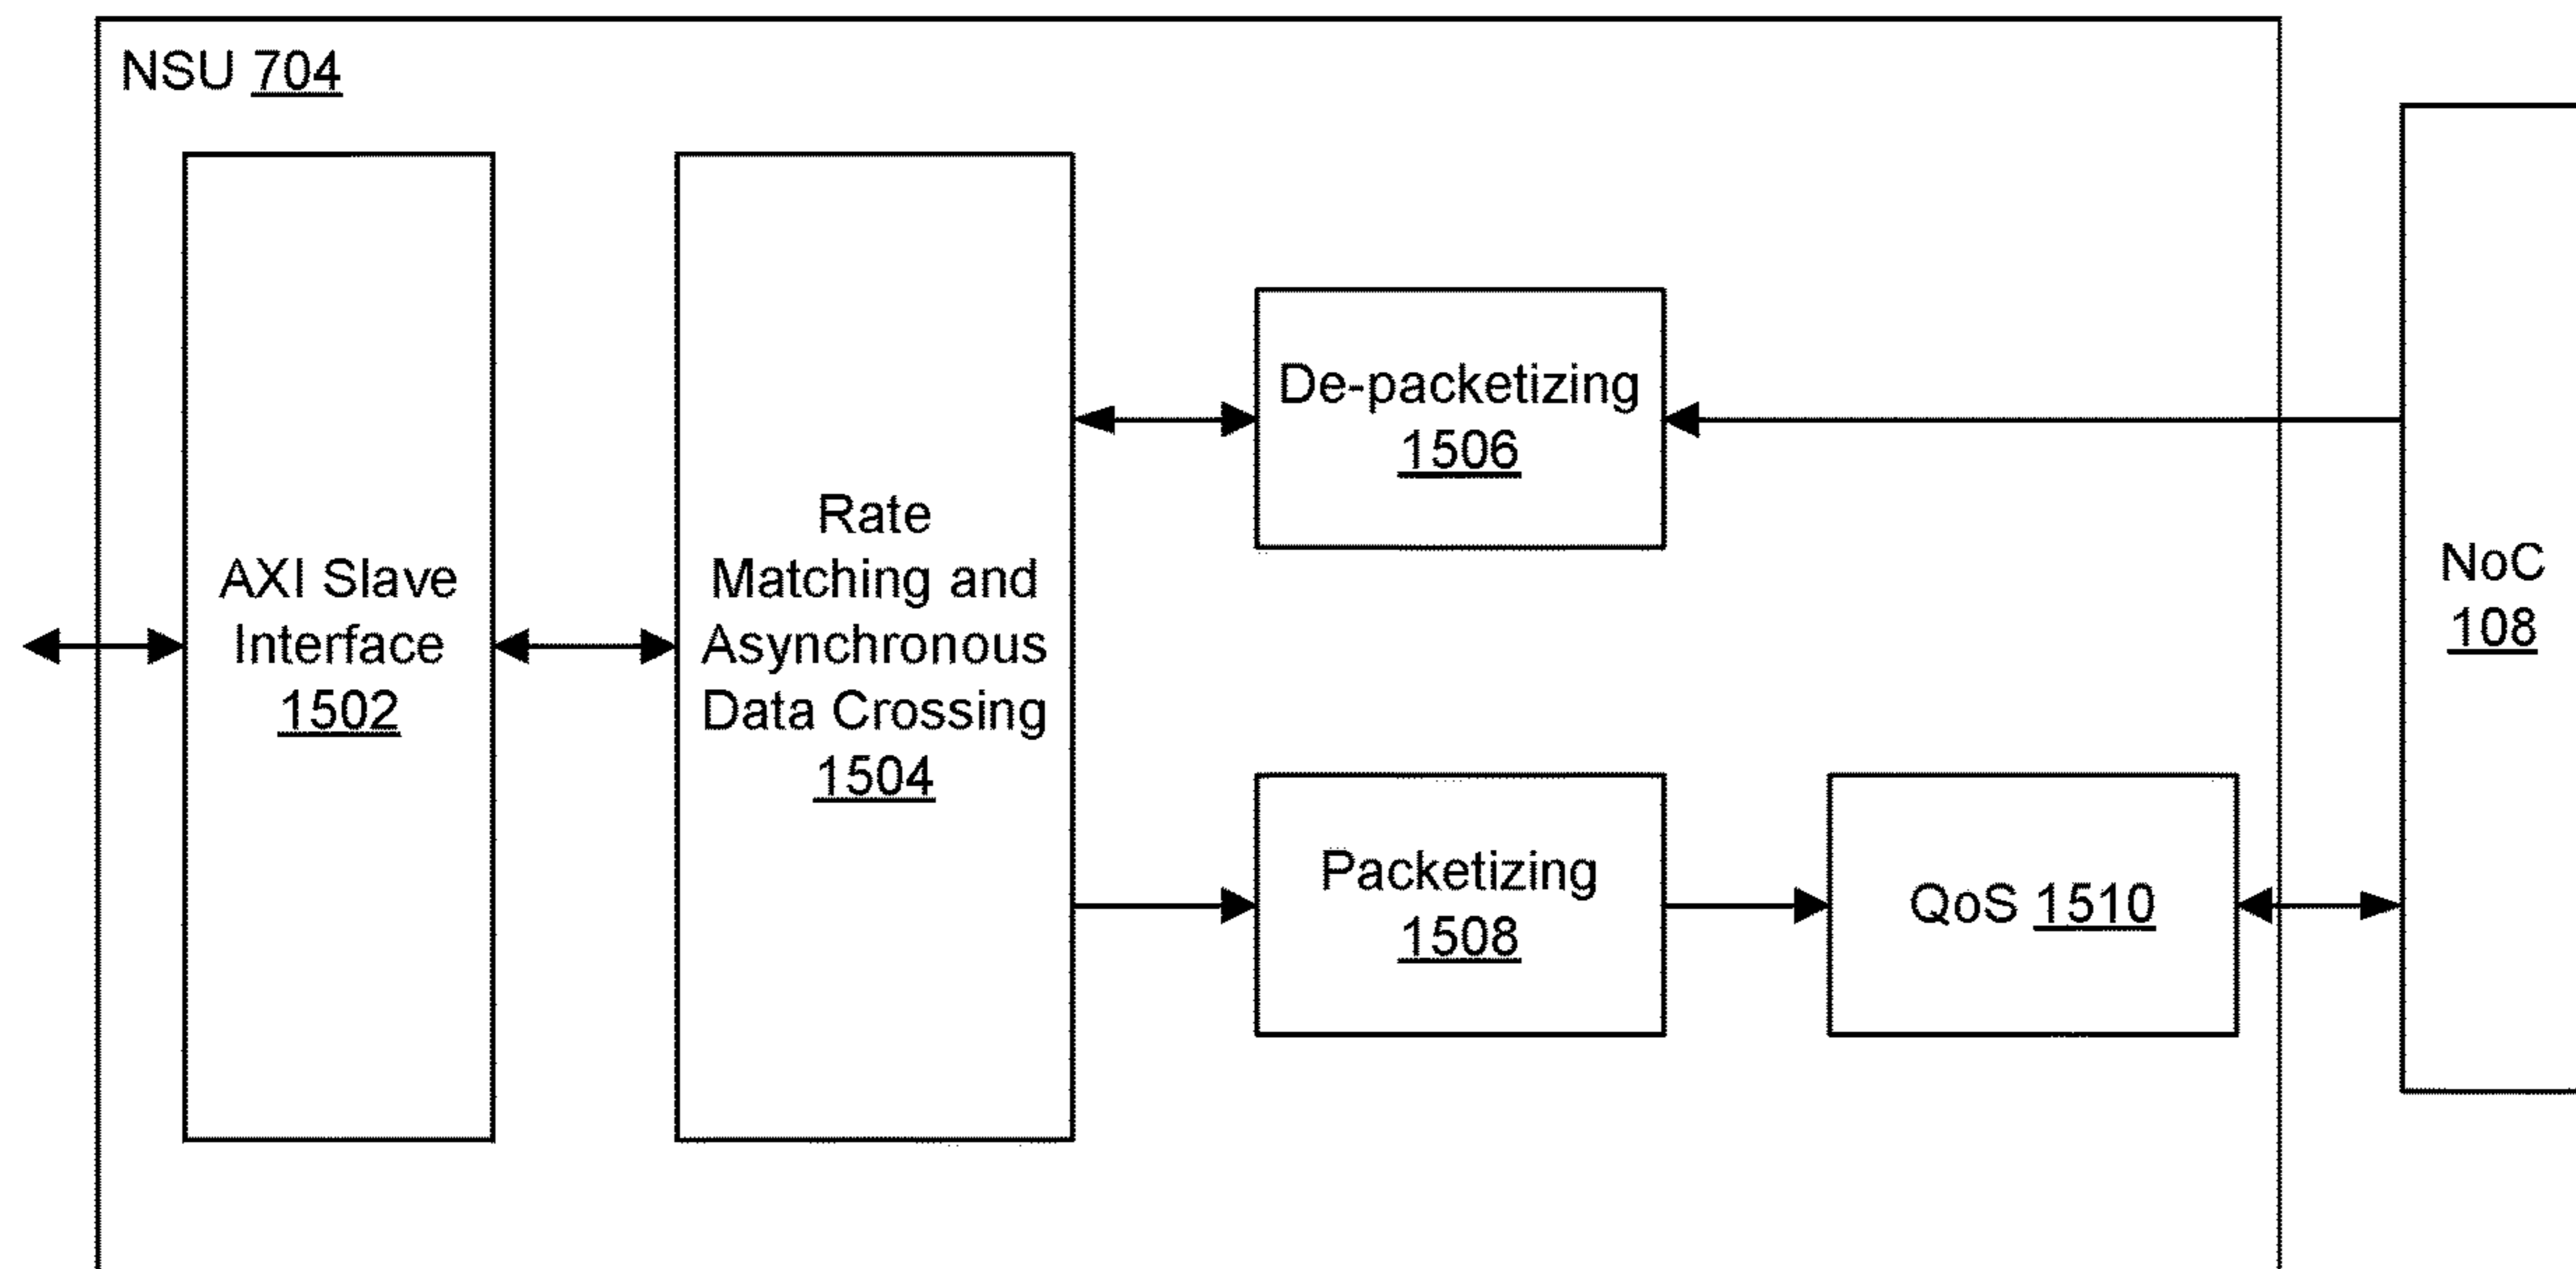 NSU 704
AXI Slave
Interface
1502
Rate
Matching and
Asynchronous
Data Crossing
1504
De-packetizing
1506
Packetizing
1508
QoS 1510
NoC
108